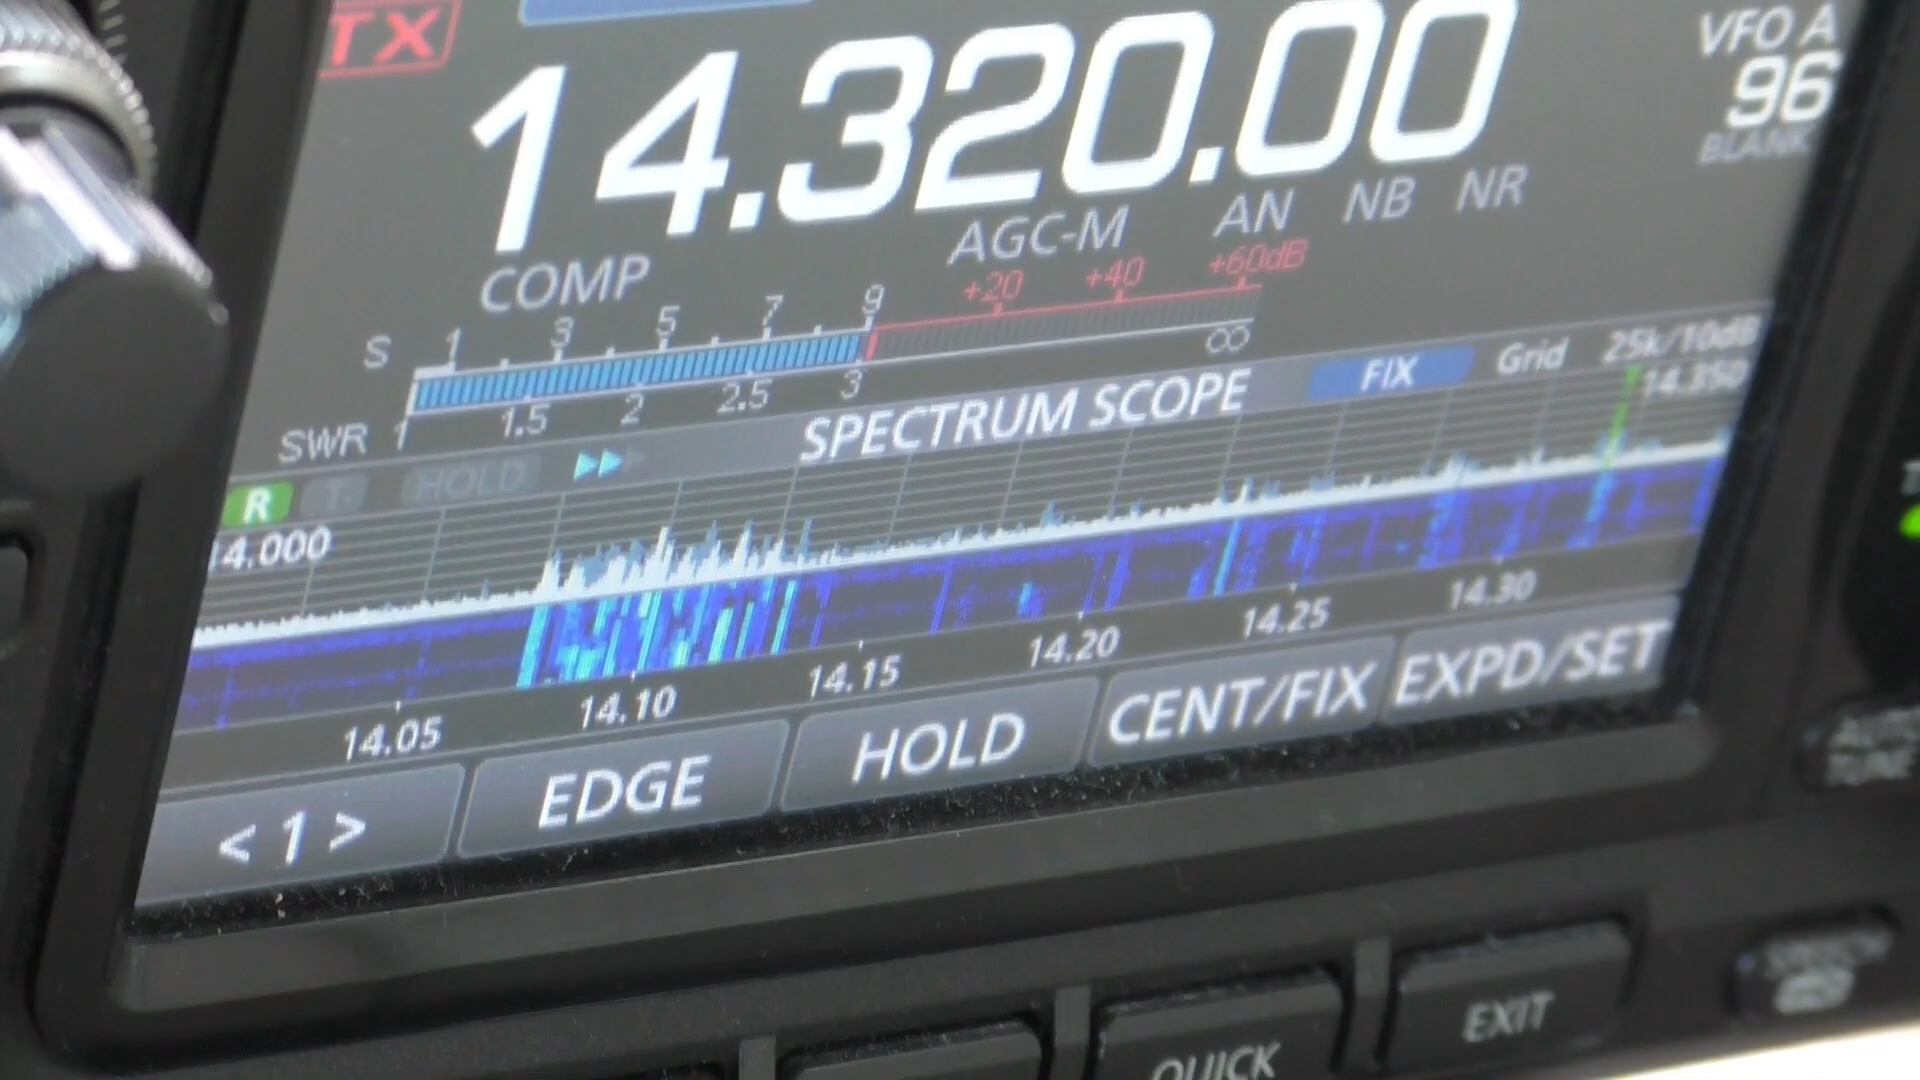 TX
14.320.00
VFO A
96
BLANK
COMP AGC-M AN NB NR
S 1 3 5 7 9 +20 +40 +60dB
SWR 1 1.5 2 2.5 3 ∞
SPECTRUM SCOPE FIX Grid 25k/10dB
R T HOLD
14.000 14.350
14.05 14.10 14.15 14.20 14.25 14.30
< 1 > EDGE HOLD CENT/FIX EXPD/SET
TUNE
QUICK EXIT